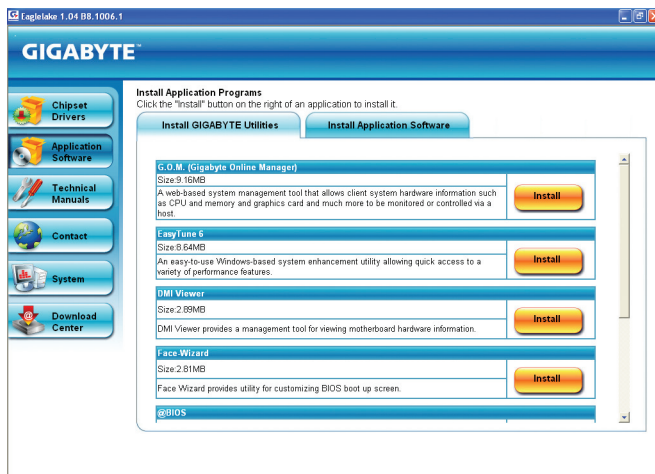 Eaglelake 1.04 B8.1006.1
GIGABYTE™
Chipset
Drivers
Application
Software
Technical
Manuals
Contact
System
Download
Center
Install Application Programs
Click the "Install" button on the right of an application to install it.
Install GIGABYTE Utilities
Install Application Software
G.O.M. (Gigabyte Online Manager)
Size:9.16MB
A web-based system management tool that allows client system hardware information such
as CPU and memory and graphics card and much more to be monitored or controlled via a
host.
Install
EasyTune 6
Size:8.64MB
An easy-to-use Windows-based system enhancement utility allowing quick access to a
variety of performance features.
Install
DMI Viewer
Size:2.89MB
DMI Viewer provides a management tool for viewing motherboard hardware information.
Install
Face-Wizard
Size:2.81MB
Face Wizard provides utility for customizing BIOS boot up screen.
Install
@BIOS